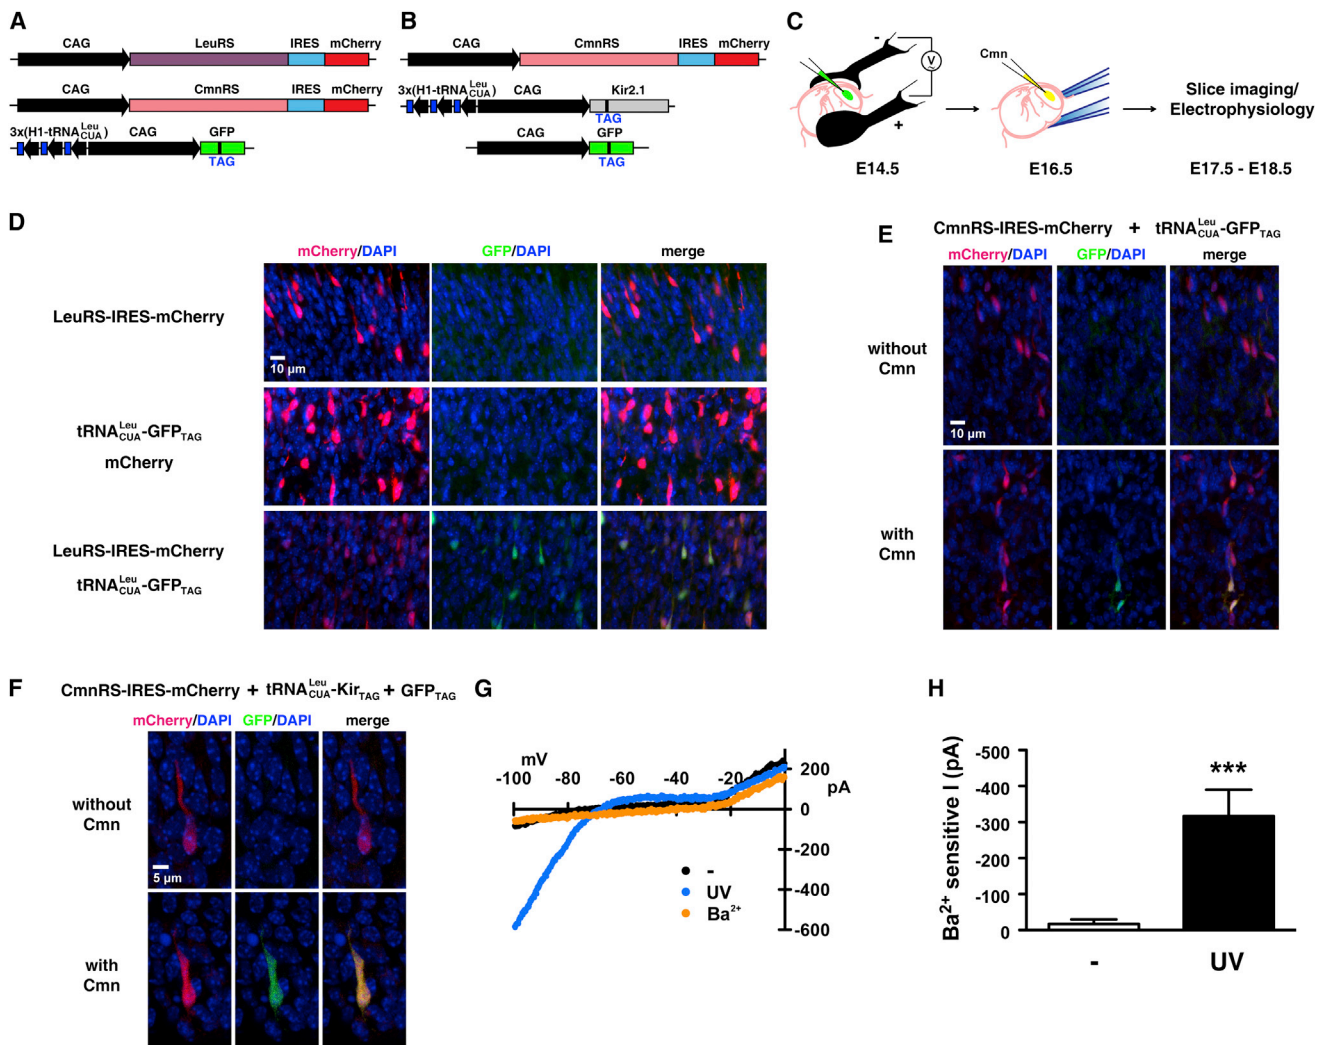 A
CAG LeuRS IRES mCherry
CAG CmnRS IRES mCherry
3x(H1-tRNA Leu CUA) CAG GFP
TAG
B
CAG CmnRS IRES mCherry
3x(H1-tRNA Leu CUA) CAG Kir2.1
TAG
CAG GFP
TAG
C
- V ~ +
Cmn
Slice imaging/
Electrophysiology
E14.5 E16.5 E17.5 - E18.5
D
mCherry/DAPI GFP/DAPI merge
LeuRS-IRES-mCherry
10 µm
tRNA Leu CUA-GFP TAG
mCherry
LeuRS-IRES-mCherry
tRNA Leu CUA-GFP TAG
E
CmnRS-IRES-mCherry + tRNA Leu CUA-GFP TAG
mCherry/DAPI GFP/DAPI merge
without
Cmn
10 µm
with
Cmn
F
CmnRS-IRES-mCherry + tRNA Leu CUA-Kir TAG + GFP TAG
mCherry/DAPI GFP/DAPI merge
without
Cmn
5 µm
with
Cmn
G
mV
-100 -80 -60 -40 -20
pA
200
0
-200
-400
-600
-
UV
Ba2+
H
Ba2+ sensitive I (pA)
-500
-400
-300
-200
-100
0
***
- UV